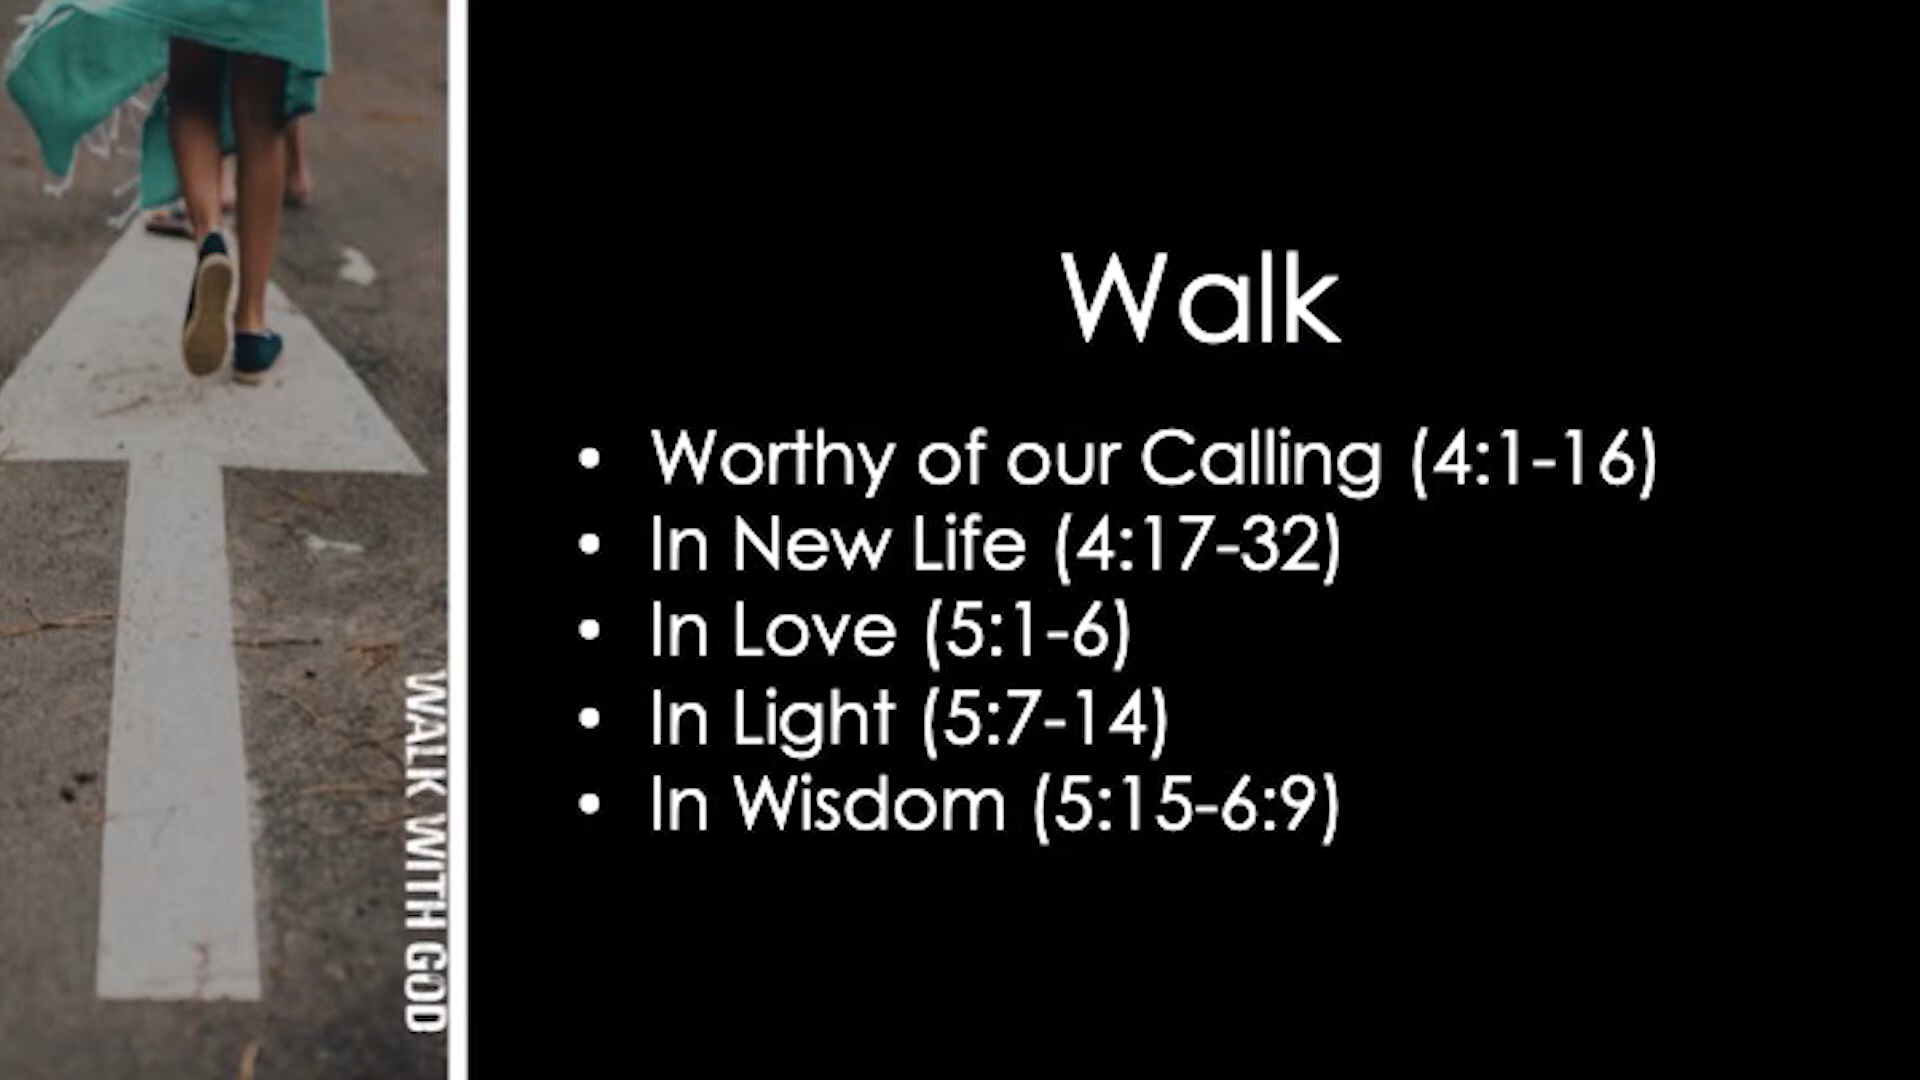 Walk
• Worthy of our Calling (4:1-16)
• In New Life (4:17-32)
• In Love (5:1-6)
• In Light (5:7-14)
• In Wisdom (5:15-6:9)
WALK WITH GOD